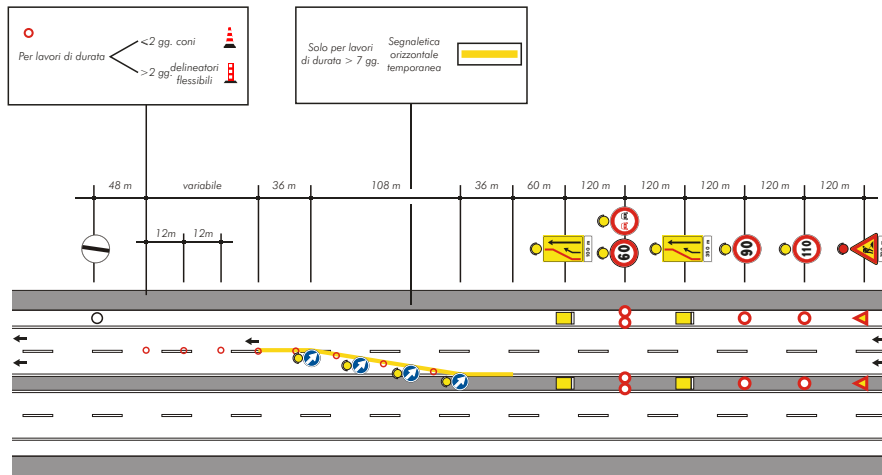 Per lavori di durata
<2 gg. coni
>2 gg. delineatori
flessibili
Solo per lavori
di durata > 7 gg.
Segnaletica
orizzontale
temporanea
48 m
variabile
36 m
108 m
36 m
60 m
120 m
120 m
120 m
120 m
120 m
12m
12m
60
90
110